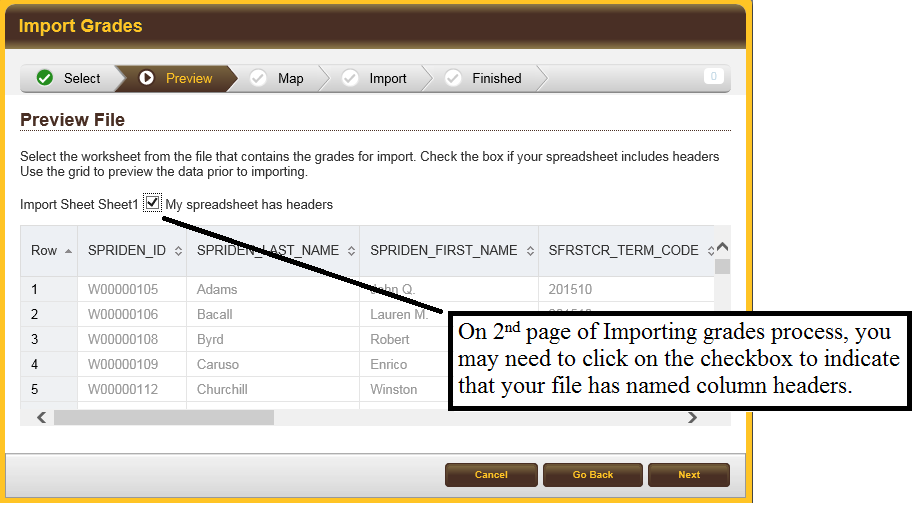 Import Grades
Select Preview Map Import Finished 0
Preview File
Select the worksheet from the file that contains the grades for import. Check the box if your spreadsheet includes headers
Use the grid to preview the data prior to importing.
Import Sheet Sheet1 My spreadsheet has headers
Row SPRIDEN_ID SPRIDEN_LAST_NAME SPRIDEN_FIRST_NAME SFRSTCR_TERM_CODE
1 W00000105 Adams John Q. 201510
2 W00000106 Bacall Lauren M.
3 W00000108 Byrd Robert
4 W00000109 Caruso Enrico
5 W00000112 Churchill Winston
On 2nd page of Importing grades process, you
may need to click on the checkbox to indicate
that your file has named column headers.
Cancel Go Back Next